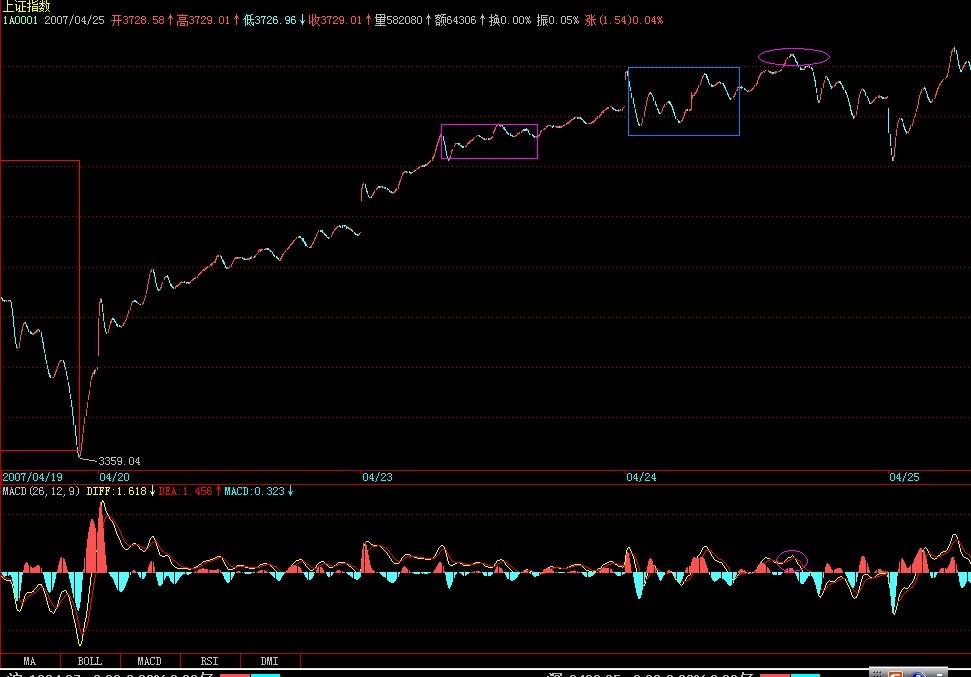 上证指数
1A0001 2007/04/25 开3728.58↑高3729.01↑低3726.96↓收3729.01↑量582080↑额64306↑换0.00% 振0.05% 涨(1.54)0.04%
3359.04
2007/04/19 04/20 04/23 04/24 04/25
MACD(26,12,9) DIFF:1.618↓DEA:1.456↑MACD:0.323↓
MA BOLL MACD RSI DMI